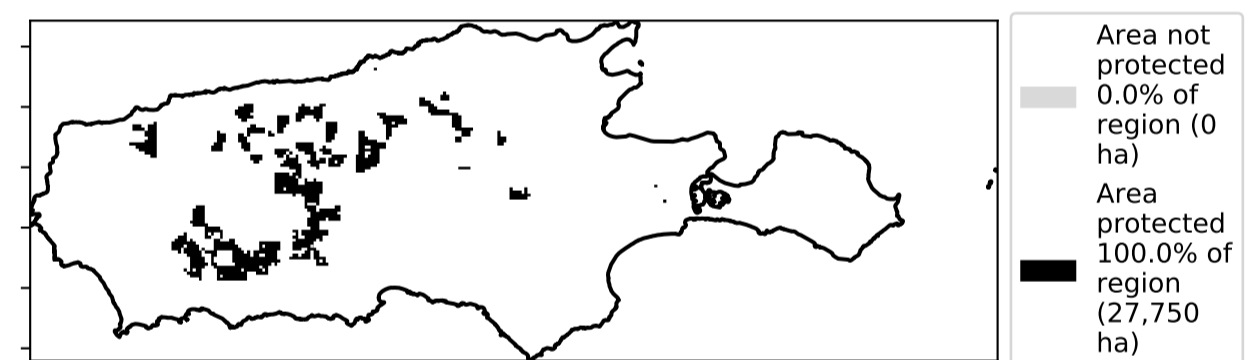 Area not
protected
0.0% of
region (0
ha)
Area
protected
100.0% of
region
(27,750
ha)